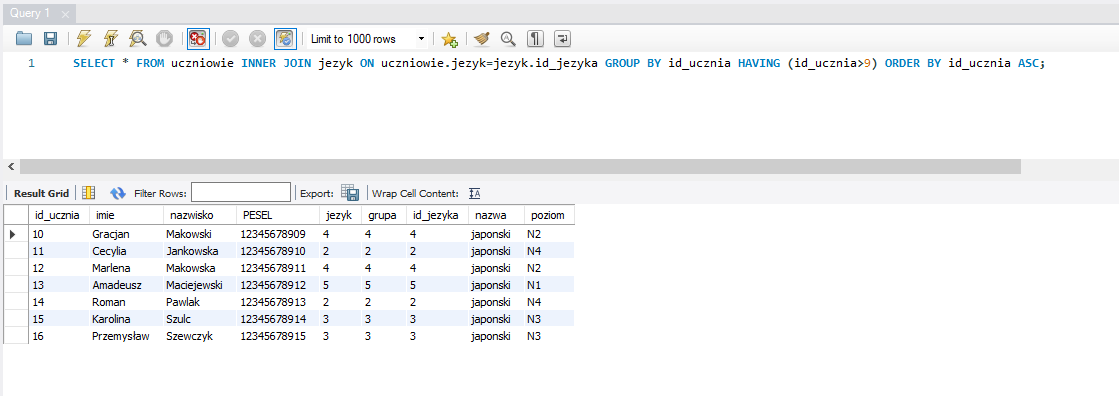 Query 1
Limit to 1000 rows
1 SELECT * FROM uczniowie INNER JOIN jezyk ON uczniowie.jezyk=jezyk.id_jezyka GROUP BY id_ucznia HAVING (id_ucznia>9) ORDER BY id_ucznia ASC;
Result Grid Filter Rows: Export: Wrap Cell Content:
id_ucznia imie nazwisko PESEL jezyk grupa id_jezyka nazwa poziom
10 Gracjan Makowski 12345678909 4 4 4 japonski N2
11 Cecylia Jankowska 12345678910 2 2 2 japonski N4
12 Marlena Makowska 12345678911 4 4 4 japonski N2
13 Amadeusz Maciejewski 12345678912 5 5 5 japonski N1
14 Roman Pawlak 12345678913 2 2 2 japonski N4
15 Karolina Szulc 12345678914 3 3 3 japonski N3
16 Przemysław Szewczyk 12345678915 3 3 3 japonski N3